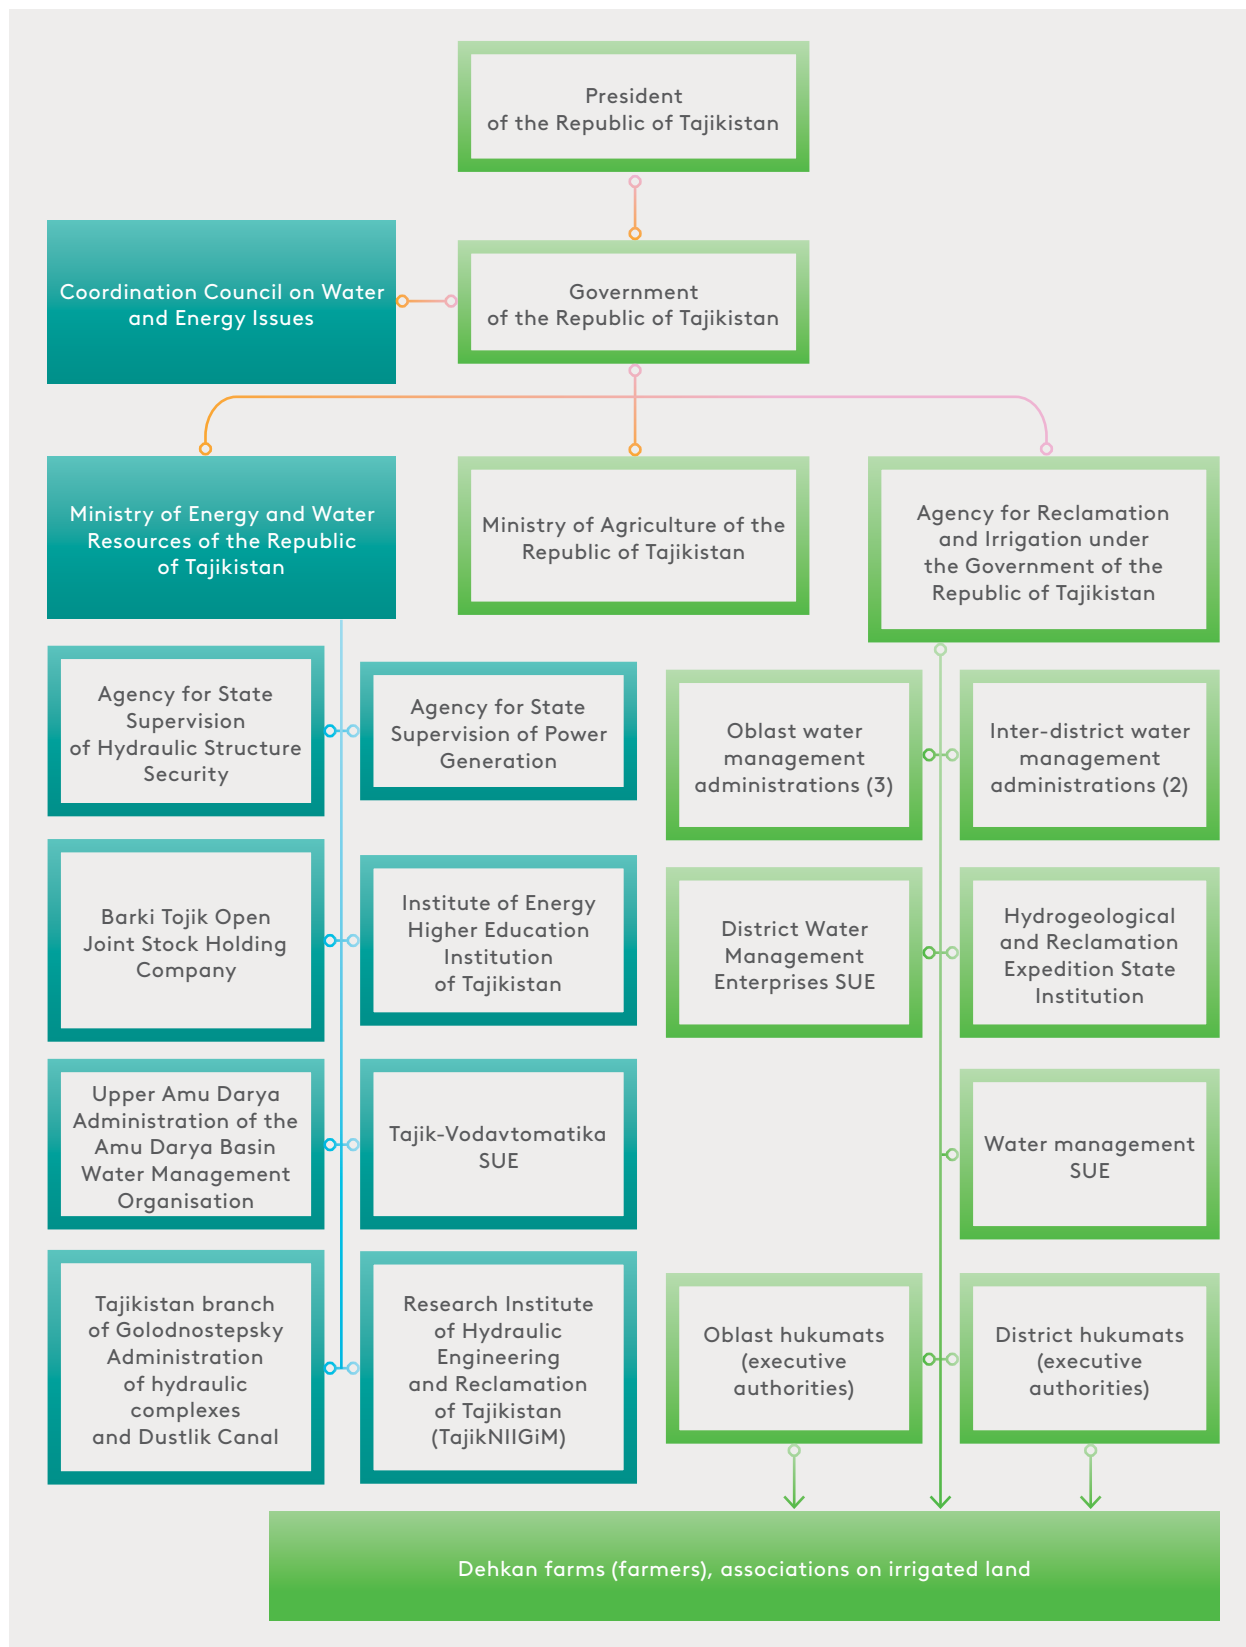 President
of the Republic of Tajikistan
Coordination Council on Water
and Energy Issues
Government
of the Republic of Tajikistan
Ministry of Energy and Water
Resources of the Republic
of Tajikistan
Ministry of Agriculture of the
Republic of Tajikistan
Agency for Reclamation
and Irrigation under
the Government of the
Republic of Tajikistan
Agency for State
Supervision
of Hydraulic Structure
Security
Agency for State
Supervision of Power
Generation
Oblast water
management
administrations (3)
Inter-district water
management
administrations (2)
Barki Tojik Open
Joint Stock Holding
Company
Institute of Energy
Higher Education
Institution
of Tajikistan
District Water
Management
Enterprises SUE
Hydrogeological
and Reclamation
Expedition State
Institution
Upper Amu Darya
Administration of the
Amu Darya Basin
Water Management
Organisation
Tajik-Vodavtomatika
SUE
Water management
SUE
Tajikistan branch
of Golodnostepsky
Administration
of hydraulic
complexes
and Dustlik Canal
Research Institute
of Hydraulic
Engineering
and Reclamation
of Tajikistan
(TajikNIIGiM)
Oblast hukumats
(executive
authorities)
District hukumats
(executive
authorities)
Dehkan farms (farmers), associations on irrigated land